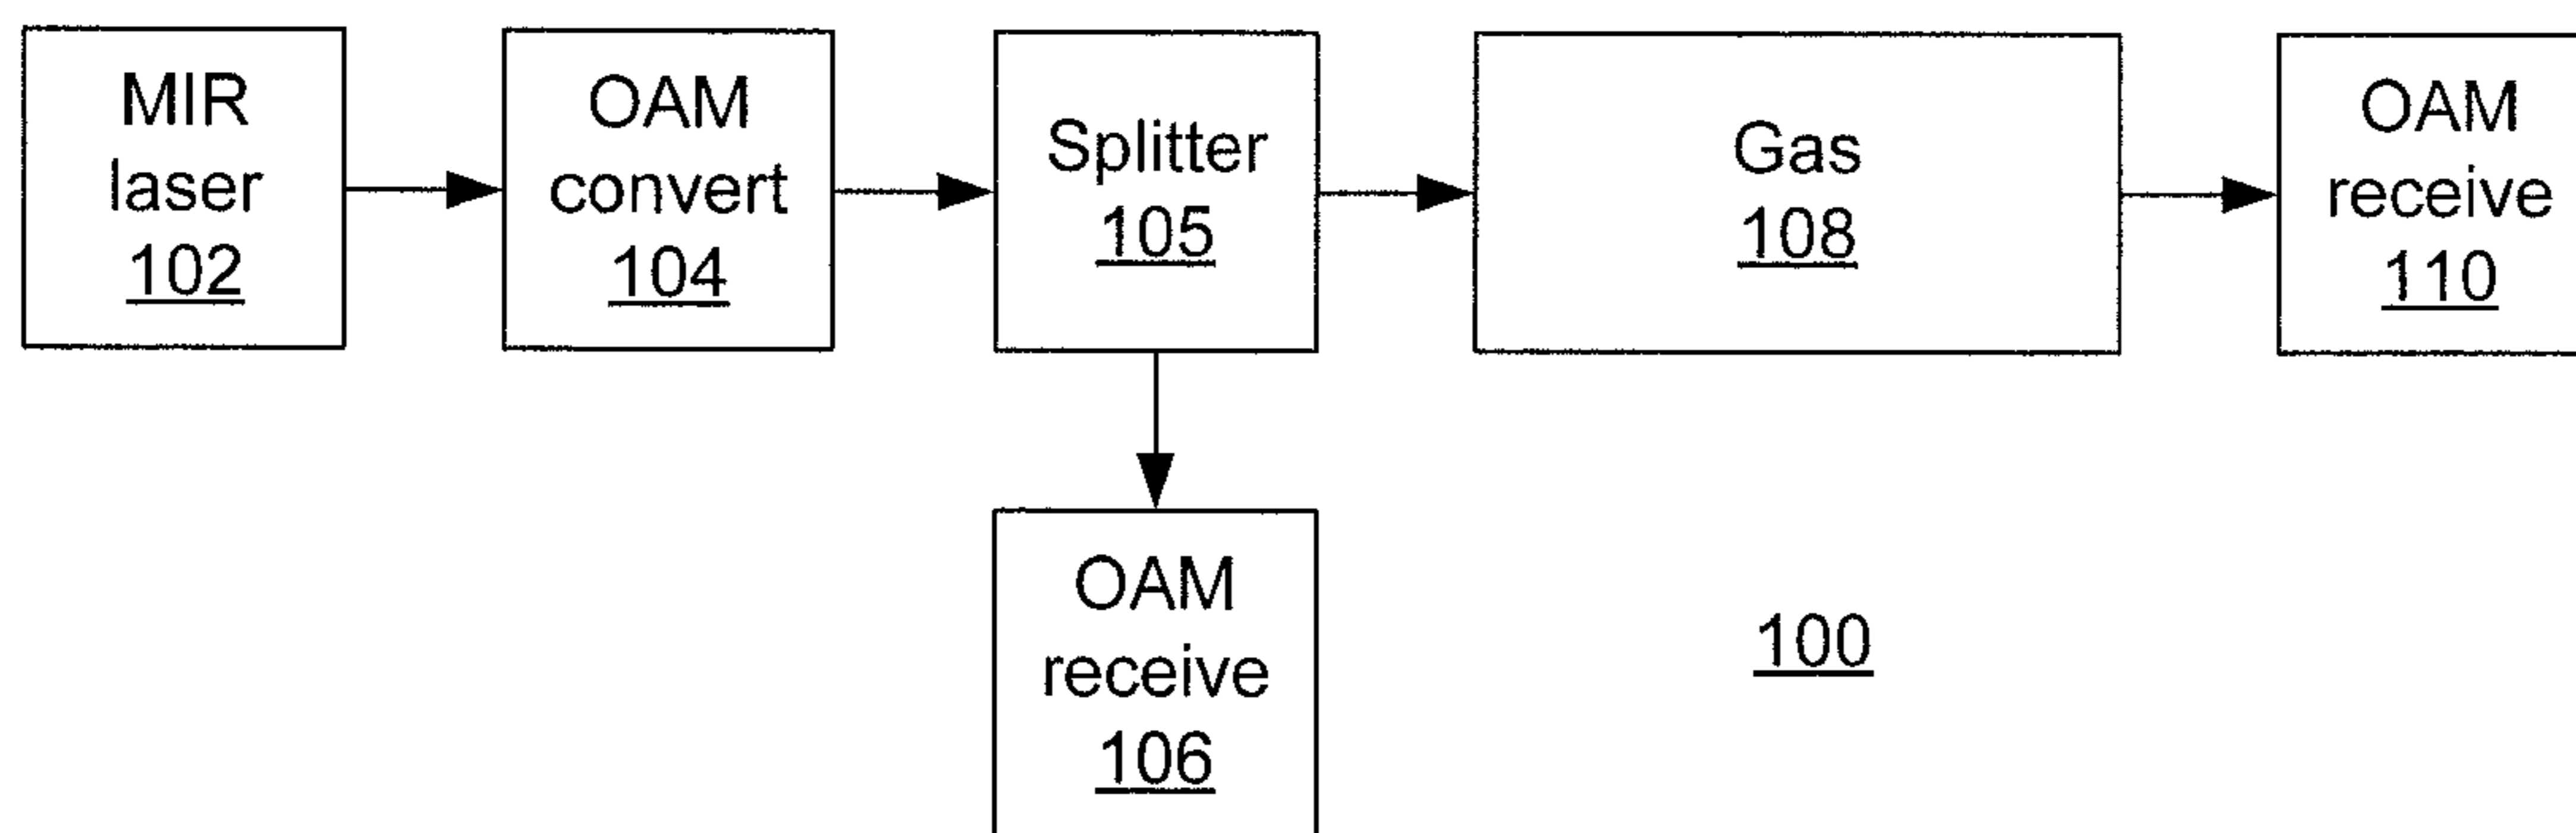 MIR
laser
102
OAM
convert
104
Splitter
105
Gas
108
OAM
receive
110
OAM
receive
106
100